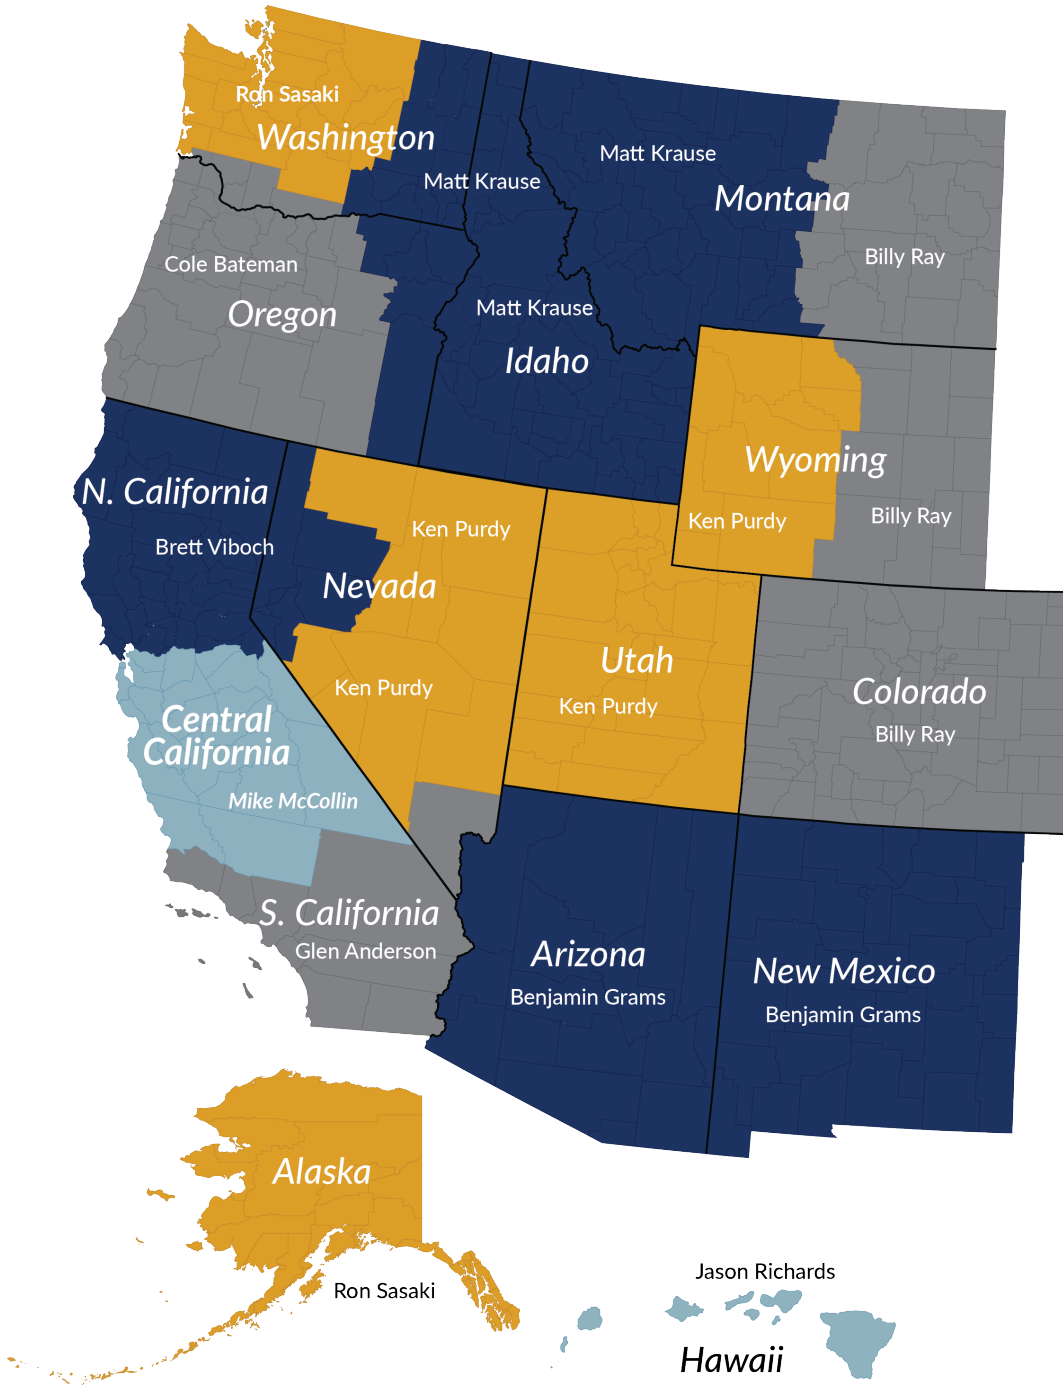 Ron Sasaki
Washington
Matt Krause
Matt Krause
Montana
Billy Ray
Cole Bateman
Oregon
Matt Krause
Idaho
Wyoming
Ken Purdy
Billy Ray
N. California
Brett Viboch
Ken Purdy
Nevada
Ken Purdy
Utah
Ken Purdy
Colorado
Billy Ray
Central
California
Mike McCollin
S. California
Glen Anderson
Arizona
Benjamin Grams
New Mexico
Benjamin Grams
Alaska
Ron Sasaki
Jason Richards
Hawaii